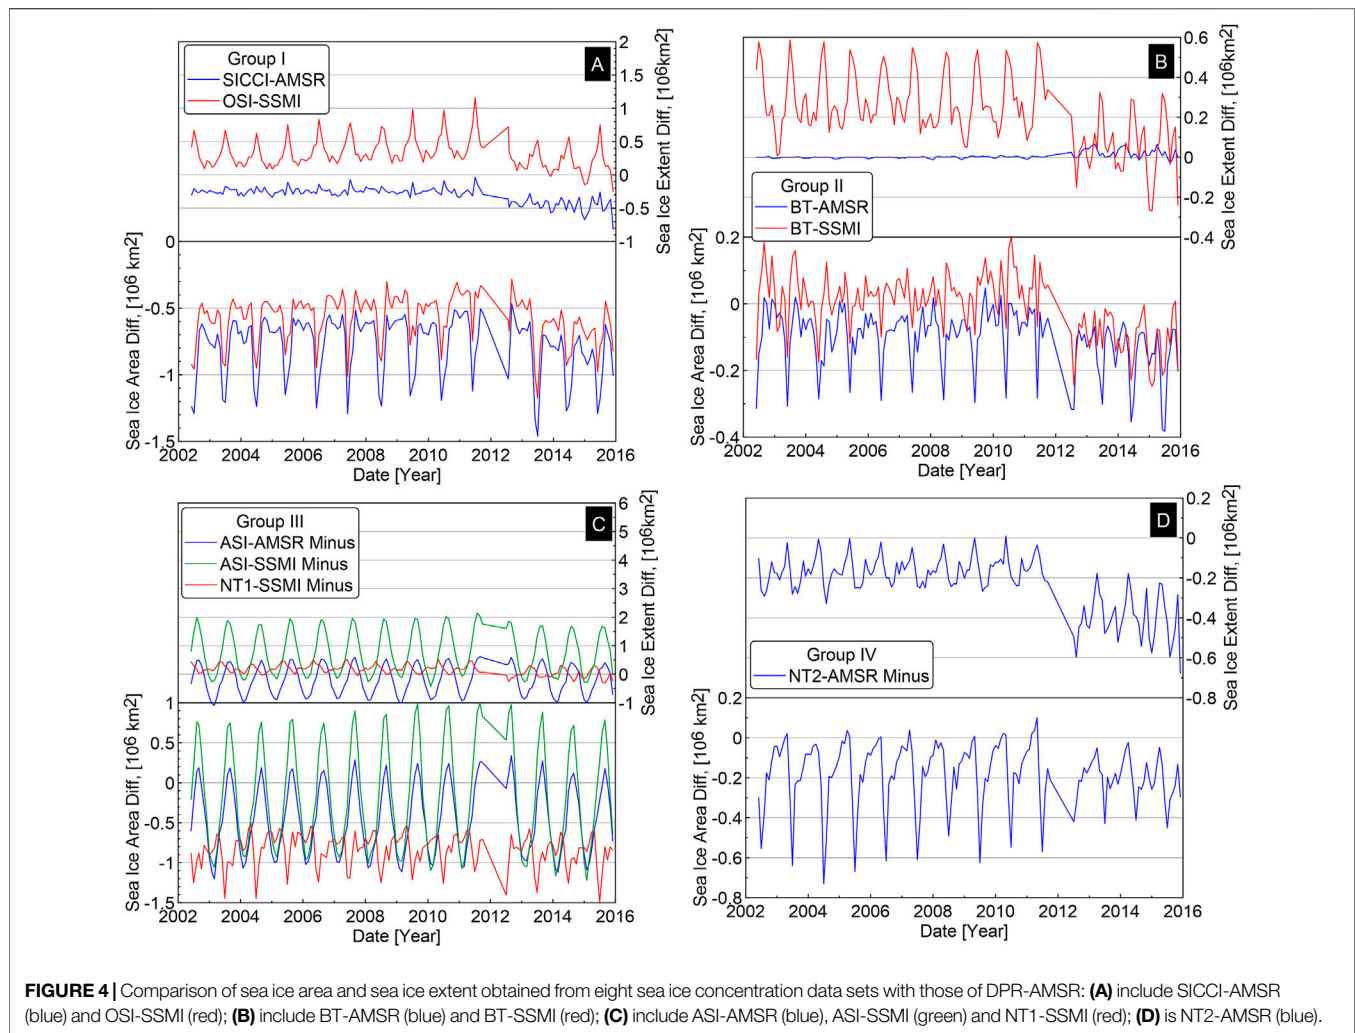 Group I
SICCI-AMSR
OSI-SSMI
A
2
1.5
1
0.5
0
-0.5
-1
Sea Ice Extent Diff, [10⁶km²]
0
-0.5
-1
-1.5
Sea Ice Area Diff, [10⁶ km²]
2002 2004 2006 2008 2010 2012 2014 2016
Date [Year]
B
0.6
0.4
0.2
0
-0.2
-0.4
Sea Ice Extent Diff, [10⁶km²]
Group II
BT-AMSR
BT-SSMI
0.2
0
-0.2
-0.4
Sea Ice Area Diff, [10⁶ km²]
2002 2004 2006 2008 2010 2012 2014 2016
Date [Year]
Group III
ASI-AMSR Minus
ASI-SSMI Minus
NT1-SSMI Minus
C
6
5
4
3
2
1
0
-1
Sea Ice Extent Diff, [10⁶km²]
1
0.5
0
-0.5
-1
-1.5
Sea Ice Area Diff, [10⁶ km²]
2002 2004 2006 2008 2010 2012 2014 2016
Date [Year]
D
0.2
0
-0.2
-0.4
-0.6
-0.8
Sea Ice Extent Diff, [10⁶km²]
Group IV
NT2-AMSR Minus
0.2
0
-0.2
-0.4
-0.6
-0.8
Sea Ice Area Diff, [10⁶ km²]
2002 2004 2006 2008 2010 2012 2014 2016
Date [Year]
FIGURE 4 | Comparison of sea ice area and sea ice extent obtained from eight sea ice concentration data sets with those of DPR-AMSR: (A) include SICCI-AMSR
(blue) and OSI-SSMI (red); (B) include BT-AMSR (blue) and BT-SSMI (red); (C) include ASI-AMSR (blue), ASI-SSMI (green) and NT1-SSMI (red); (D) is NT2-AMSR (blue).